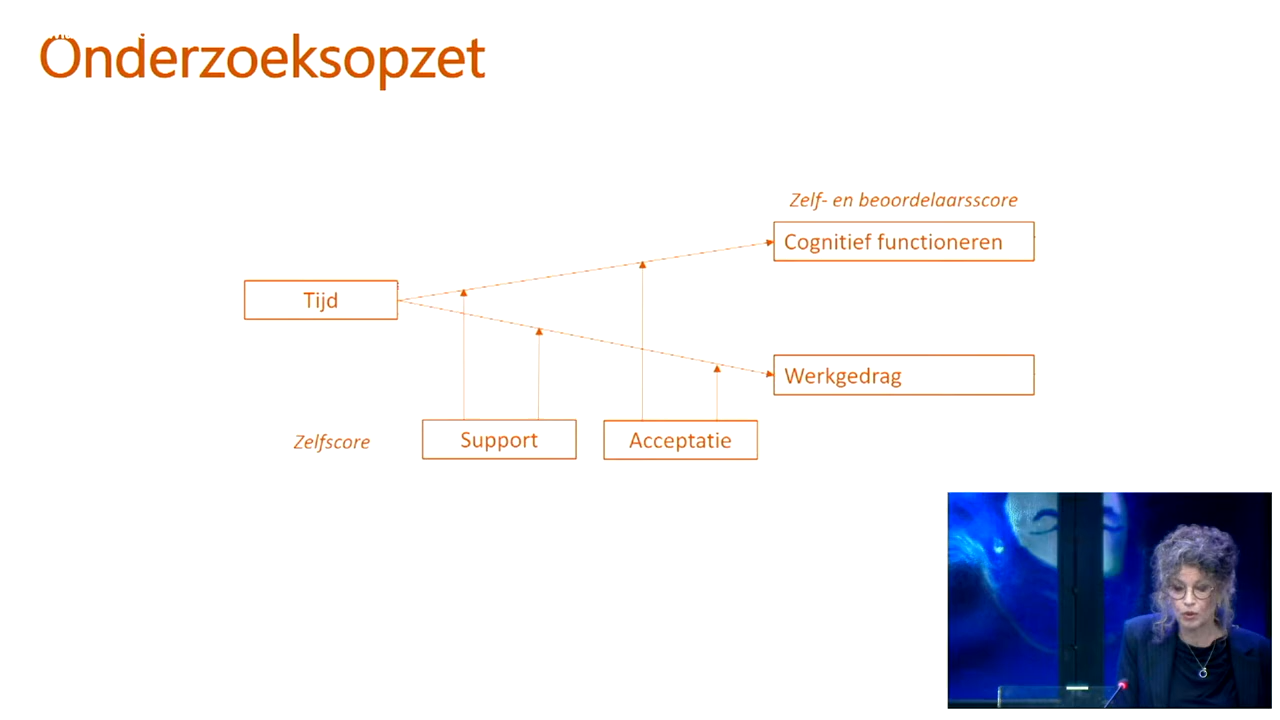 Onderzoeksopzet
Zelf- en beoordelaarsscore
Cognitief functioneren
Tijd
Werkgedrag
Zelfscore
Support
Acceptatie